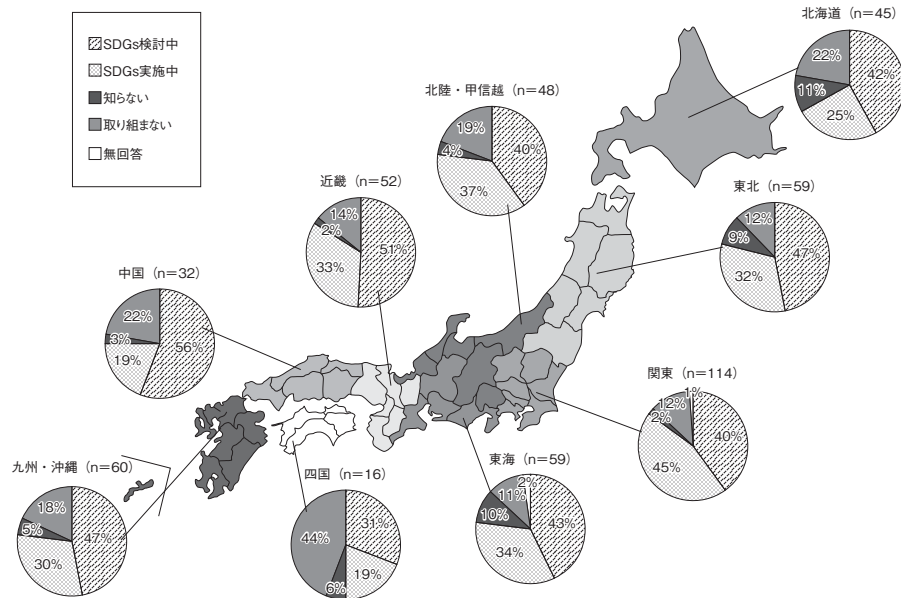 SDGs検討中
SDGs実施中
知らない
取り組まない
無回答
北海道（n＝45）
22%
42%
11%
25%
北陸・甲信越（n＝48）
19%
40%
4%
37%
近畿（n＝52）
14%
51%
2%
33%
東北（n＝59）
12%
47%
9%
32%
中国（n＝32）
22%
56%
3%
19%
関東（n＝114）
1%
12%
2%
40%
45%
九州・沖縄（n＝60）
18%
47%
5%
30%
四国（n＝16）
44%
31%
19%
6%
東海（n＝59）
2%
11%
10%
43%
34%